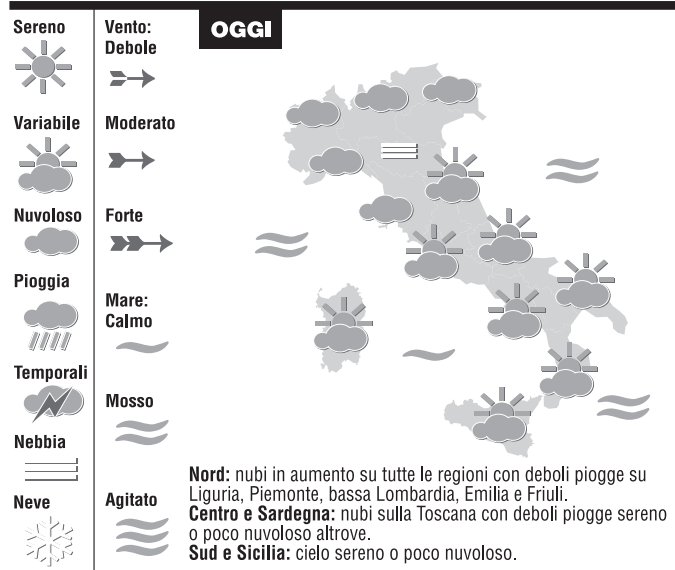 Sereno
Variabile
Nuvoloso
Pioggia
Temporali
Nebbia
Neve
Vento:
Debole
Moderato
Forte
Mare:
Calmo
Mosso
Agitato
OGGI
Nord: nubi in aumento su tutte le regioni con deboli piogge su
Liguria, Piemonte, bassa Lombardia, Emilia e Friuli.
Centro e Sardegna: nubi sulla Toscana con deboli piogge sereno
o poco nuvoloso altrove.
Sud e Sicilia: cielo sereno o poco nuvoloso.